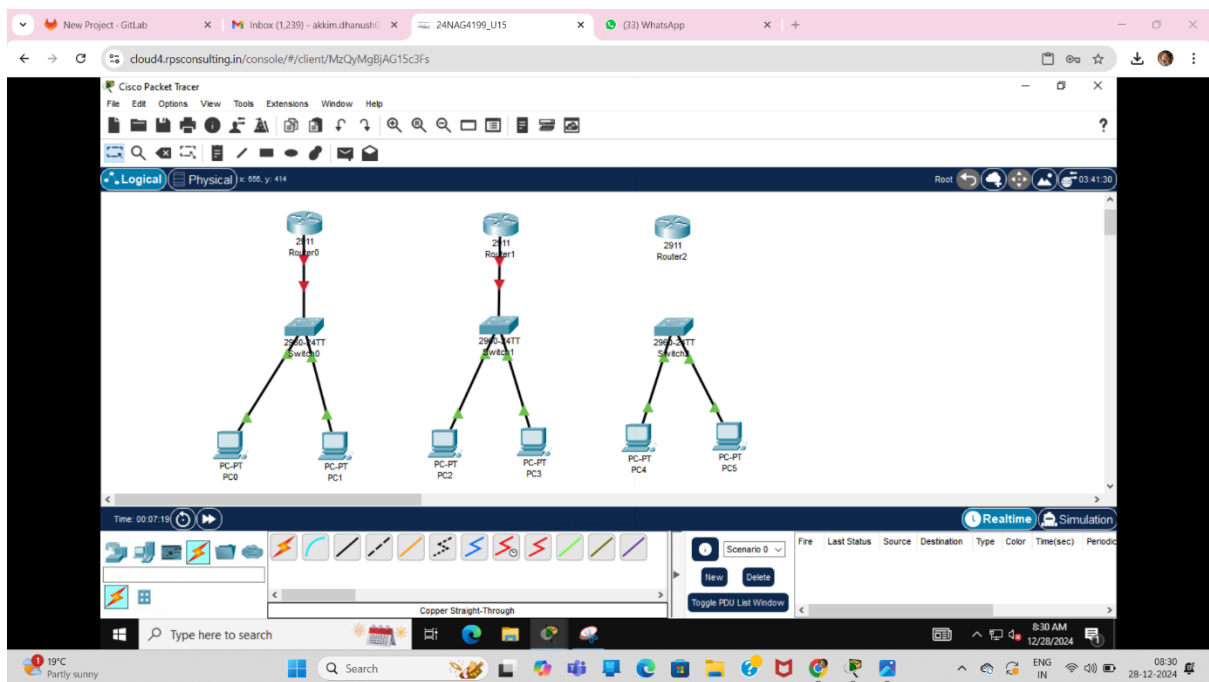 New Project · GitLab
Inbox (1,239) - akkim.dhanush
24NAG4199_U15
(33) WhatsApp
cloud4.rpsconsulting.in/console/#/client/MzQyMgBjAG15c3Fs
Cisco Packet Tracer
File Edit Options View Tools Extensions Window Help
?
Logical Physical x: 656, y: 414
Root 03:41:30
2911 2911 2911
Router0 Router1 Router2
2960-24TT 2960-24TT 2960-24TT
Switch0 Switch1
PC-PT PC-PT PC-PT PC-PT PC-PT PC-PT
PC0 PC1 PC2 PC3 PC4 PC5
Time: 00:07:19
Realtime Simulation
Scenario 0
Fire Last Status Source Destination Type Color Time(sec) Periodic
New Delete
Toggle PDU List Window
Copper Straight-Through
Type here to search
8:30 AM
12/28/2024
1
1
19°C
Partly sunny
Search
ENG
IN
08:30
28-12-2024